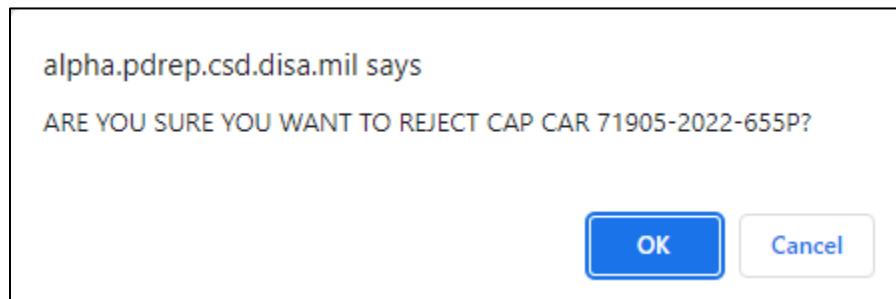 alpha.pdrep.csd.disa.mil says
ARE YOU SURE YOU WANT TO REJECT CAP CAR 71905-2022-655P?
OK Cancel